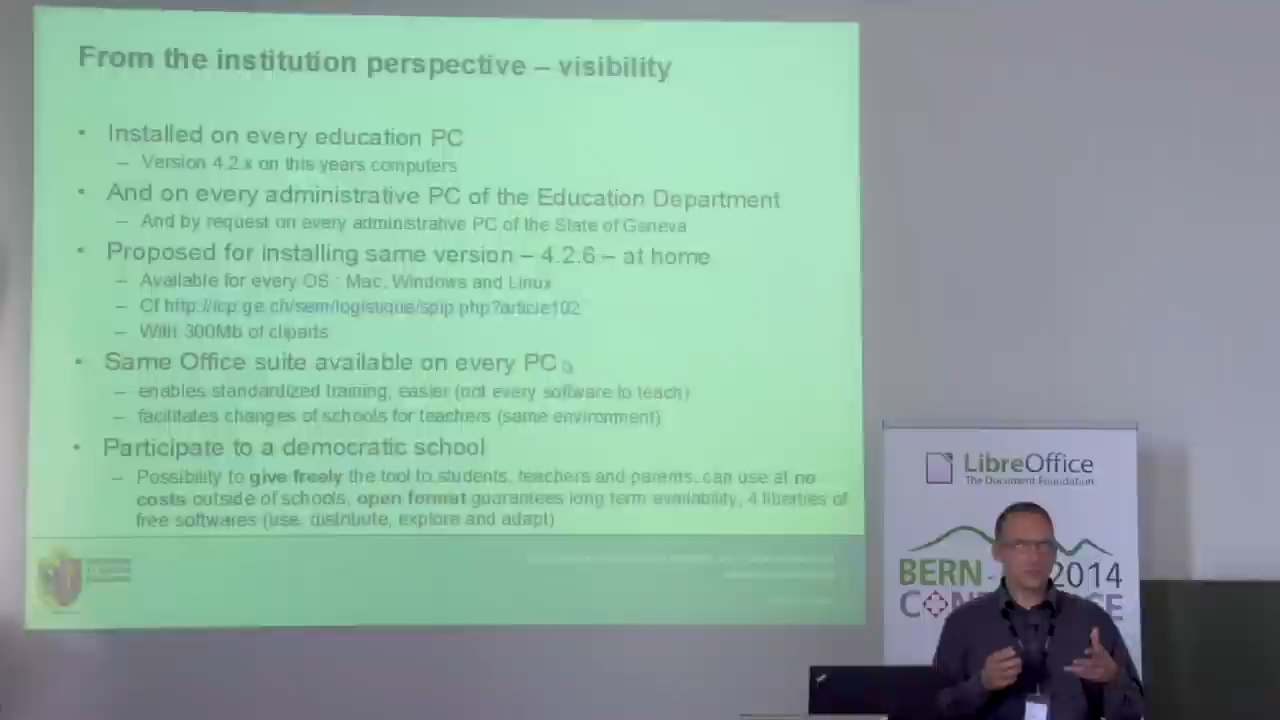 From the institution perspective – visibility
• Installed on every education PC
– Version 4.2.x on this years computers
• And on every administrative PC of the Education Department
– And by request on every administrative PC of the State of Geneva
• Proposed for installing same version – 4.2.6 – at home
– Available for every OS : Mac, Windows and Linux
– Cf http://icp.ge.ch/sem/logistique/spip.php?article102
– With 300Mb of cliparts
• Same Office suite available on every PC
– enables standardized training, easier (not every software to teach)
– facilitates changes of schools for teachers (same environment)
• Participate to a democratic school
– Possibility to give freely the tool to students, teachers and parents, can use at no
costs outside of schools, open format guarantees long term availability, 4 liberties of
free softwares (use, distribute, explore and adapt)
LibreOffice
The Document Foundation
BERN - 2014